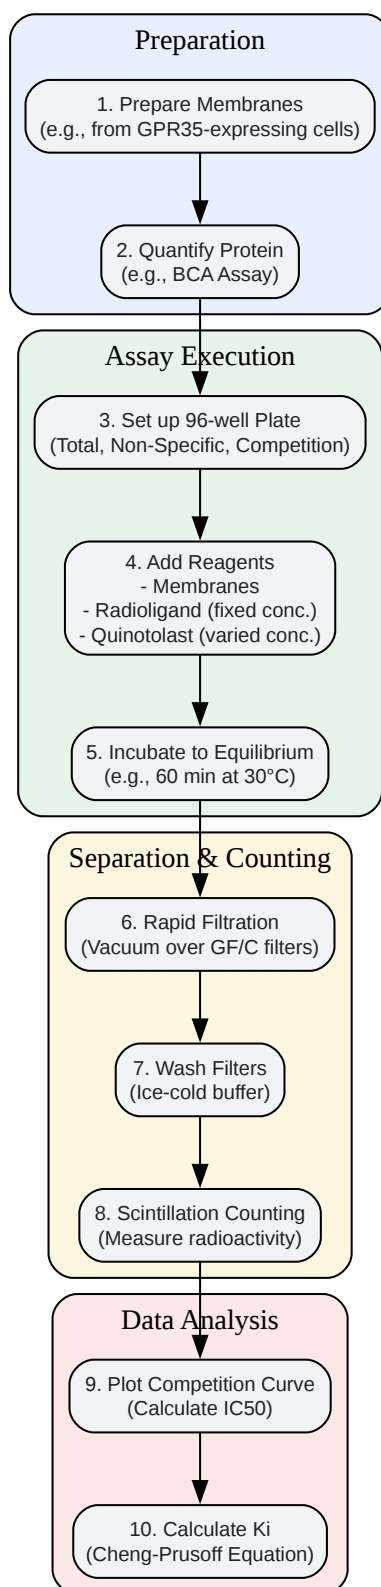 Preparation
1. Prepare Membranes
(e.g., from GPR35-expressing cells)
2. Quantify Protein
(e.g., BCA Assay)
Assay Execution
3. Set up 96-well Plate
(Total, Non-Specific, Competition)
4. Add Reagents
- Membranes
- Radioligand (fixed conc.)
- Quinotolast (varied conc.)
5. Incubate to Equilibrium
(e.g., 60 min at 30°C)
Separation & Counting
6. Rapid Filtration
(Vacuum over GF/C filters)
7. Wash Filters
(Ice-cold buffer)
8. Scintillation Counting
(Measure radioactivity)
Data Analysis
9. Plot Competition Curve
(Calculate IC50)
10. Calculate Ki
(Cheng-Prusoff Equation)